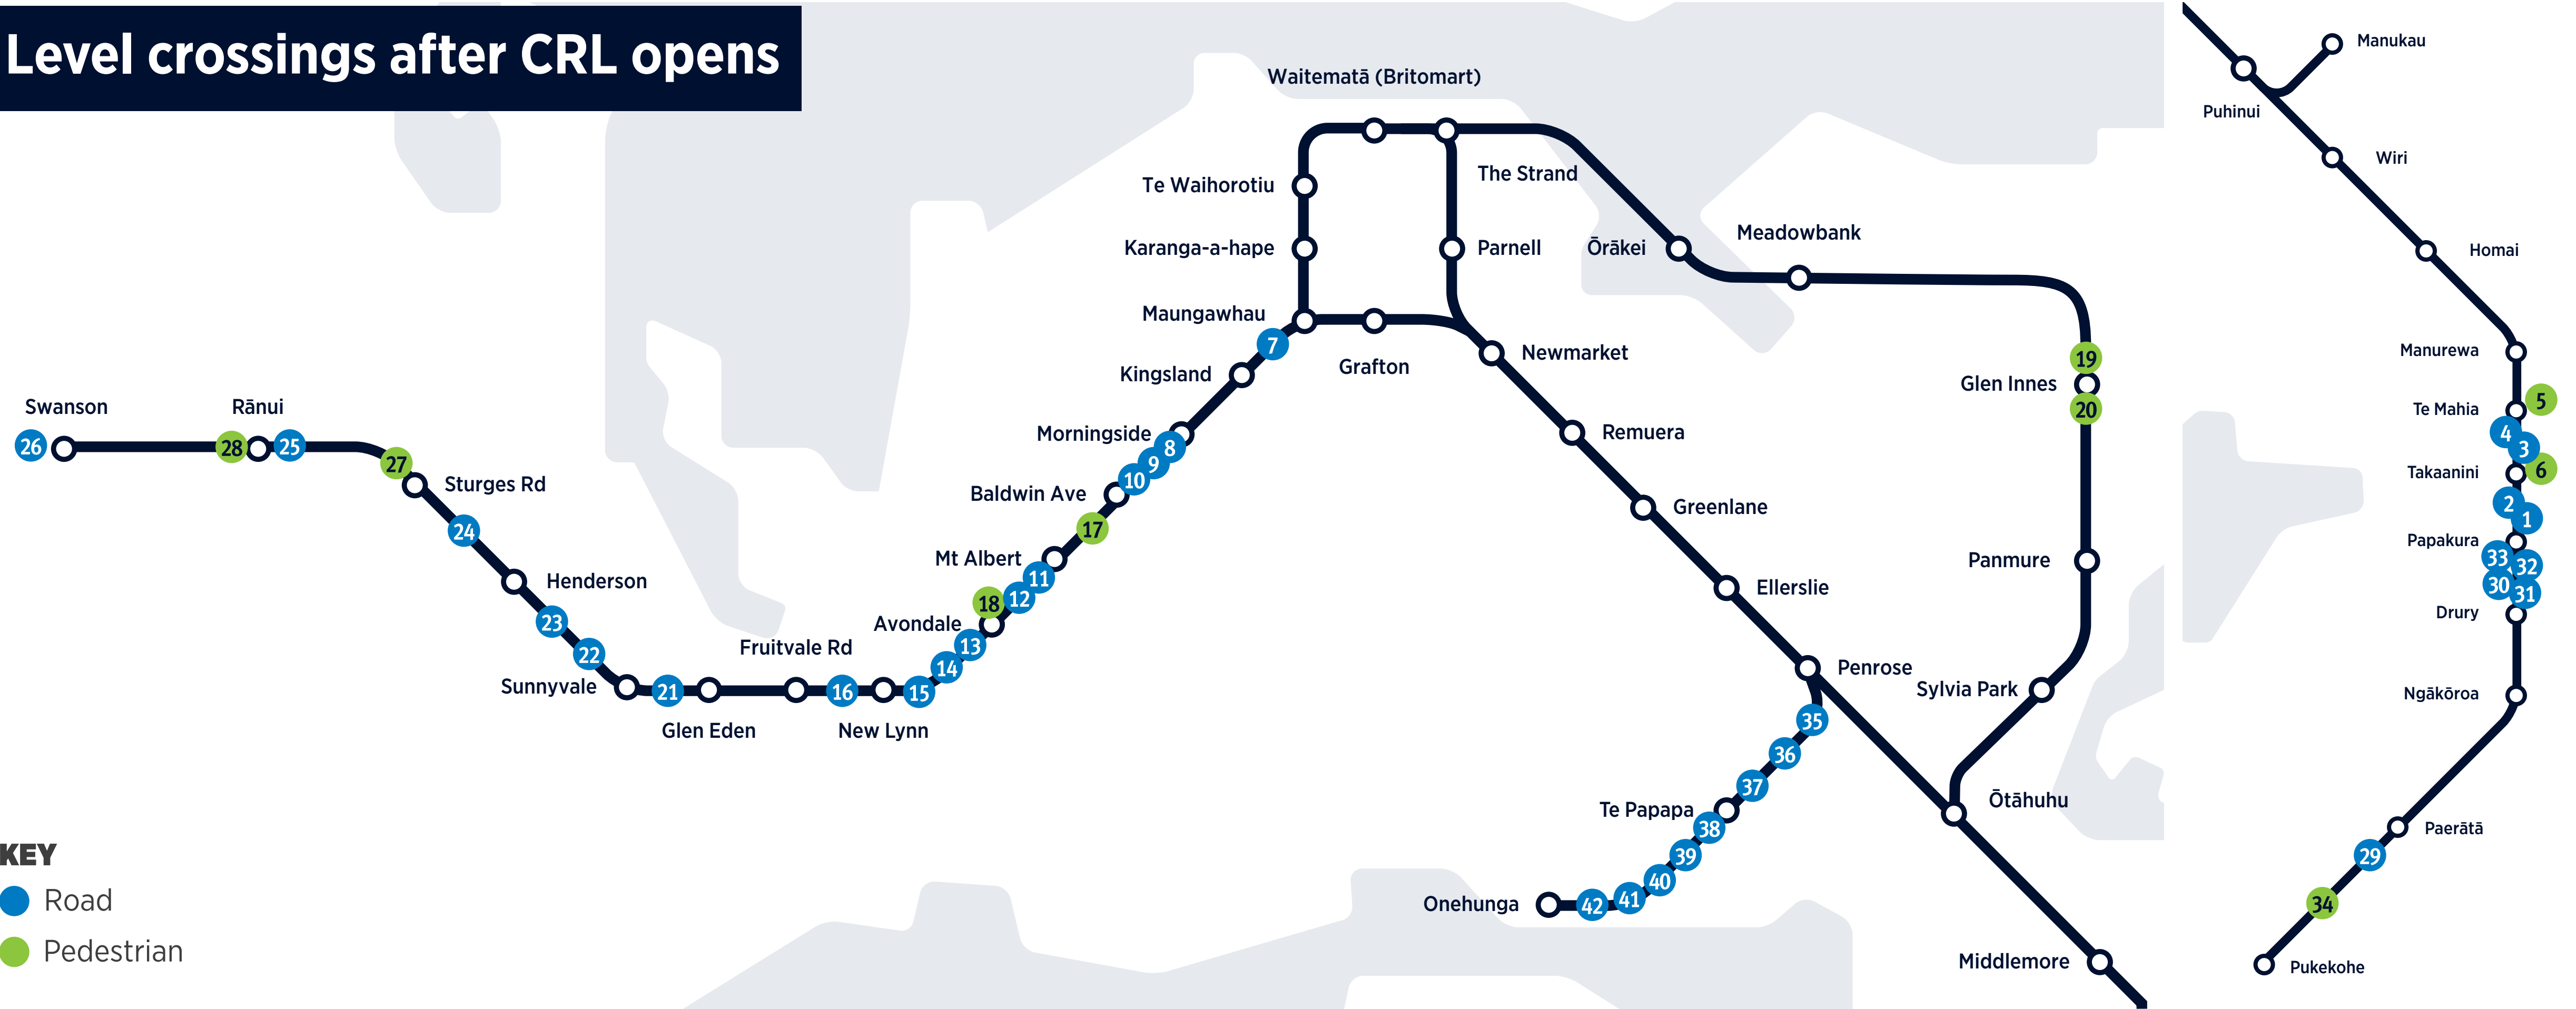 Level crossings after CRL opens
Waitematā (Britomart)
The Strand
Te Waihorotiu
Karanga-a-hape
Parnell
Ōrākei
Meadowbank
Maungawhau
7
Grafton
Newmarket
Kingsland
19
Glen Innes
20
Swanson
Rānui
26
28
25
27
Sturges Rd
24
Henderson
23
22
Sunnyvale
21
Glen Eden
Fruitvale Rd
16
New Lynn
15
14
13
Avondale
18
12
11
Mt Albert
17
Baldwin Ave
10
9
8
Morningside
Remuera
Greenlane
Ellerslie
Panmure
Penrose
Sylvia Park
35
36
37
Te Papapa
38
39
40
41
42
Onehunga
Ōtāhuhu
Middlemore
Manukau
Puhinui
Wiri
Homai
Manurewa
5
Te Mahia
4
3
6
Takaanini
2
1
Papakura
33
32
30
31
Drury
Ngākōroa
Paerātā
29
34
Pukekohe
KEY
Road
Pedestrian